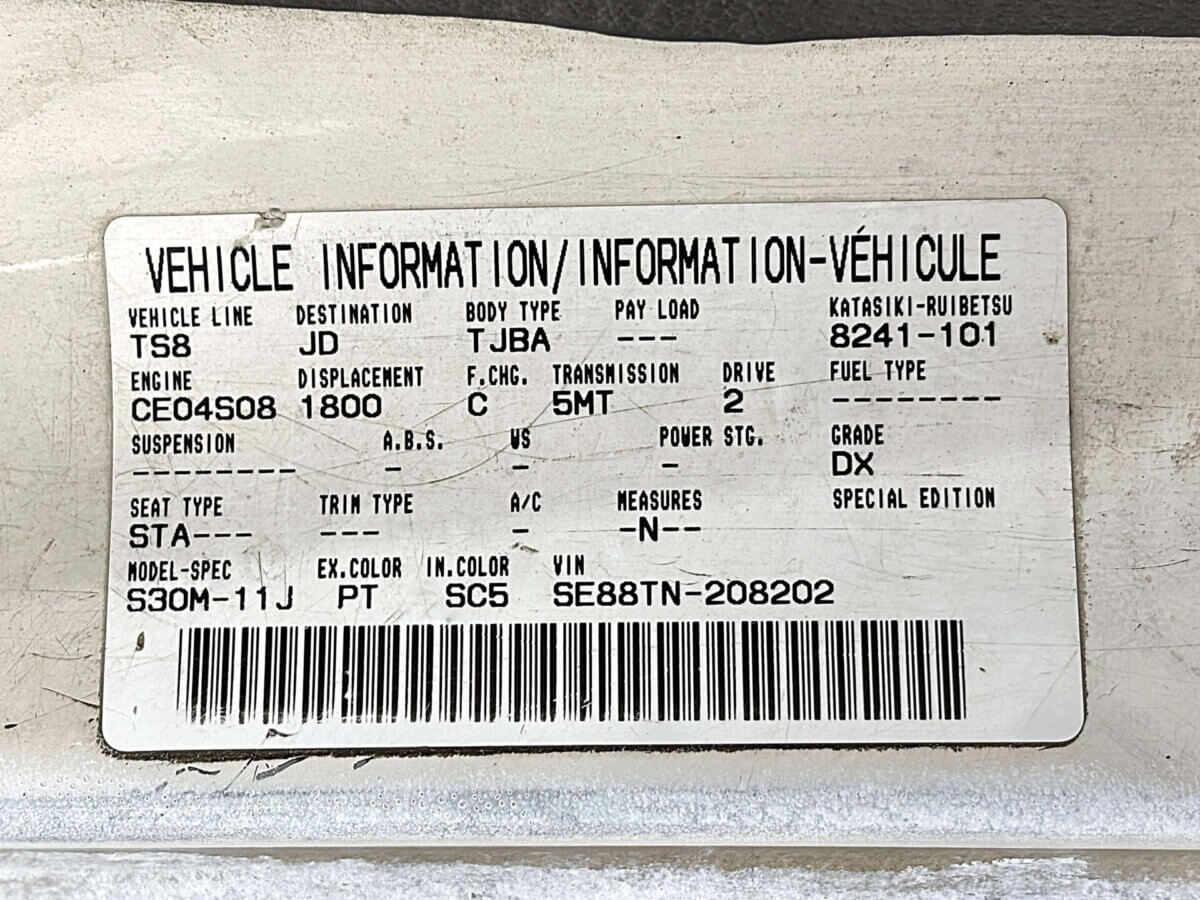 VEHICLE INFORMATION/INFORMATION-VÉHICULE
VEHICLE LINE DESTINATION BODY TYPE PAY LOAD KATASIKI-RUIBETSU
TS8 JD TJBA --- 8241-101
ENGINE DISPLACEMENT F.CHG. TRANSMISSION DRIVE FUEL TYPE
CE04S08 1800 C 5MT 2 --------
SUSPENSION A.B.S. WS POWER STG. GRADE
--------- - - - DX
SEAT TYPE TRIM TYPE A/C MEASURES SPECIAL EDITION
STA--- --- - -N--
MODEL-SPEC EX.COLOR IN.COLOR VIN
S30M-11J PT SC5 SE88TN-208202